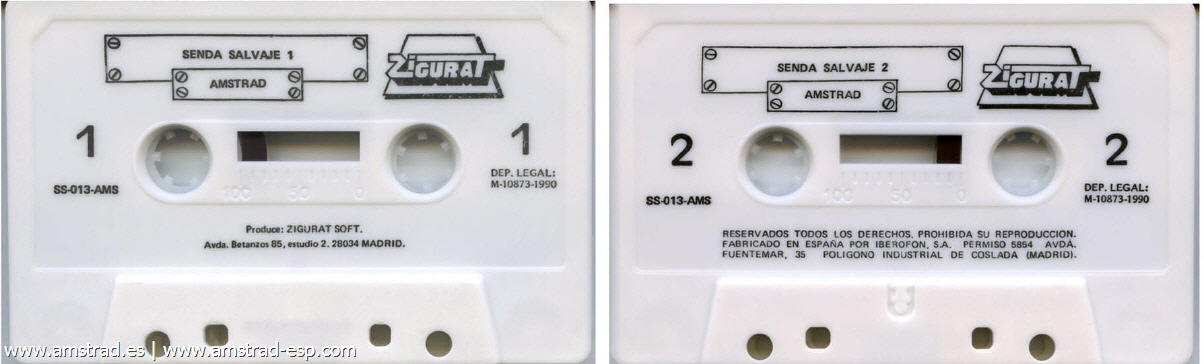 SENDA SALVAJE 1
AMSTRAD
ZIGURAT
1
1
SS-013-AMS
DEP. LEGAL:
M-10873-1990
100 50 0
Produce: ZIGURAT SOFT.
Avda. Betanzos 85, estudio 2. 28034 MADRID.
SENDA SALVAJE 2
AMSTRAD
ZIGURAT
2
2
SS-013-AMS
DEP. LEGAL:
M-10873-1990
100 50 0
RESERVADOS TODOS LOS DERECHOS. PROHIBIDA SU REPRODUCCION.
FABRICADO EN ESPAÑA POR IBEROFON, S.A. PERMISO 5854 AVDA.
FUENTEMAR, 35 POLIGONO INDUSTRIAL DE COSLADA (MADRID).
www.amstrad.es | www.amstrad-esp.com